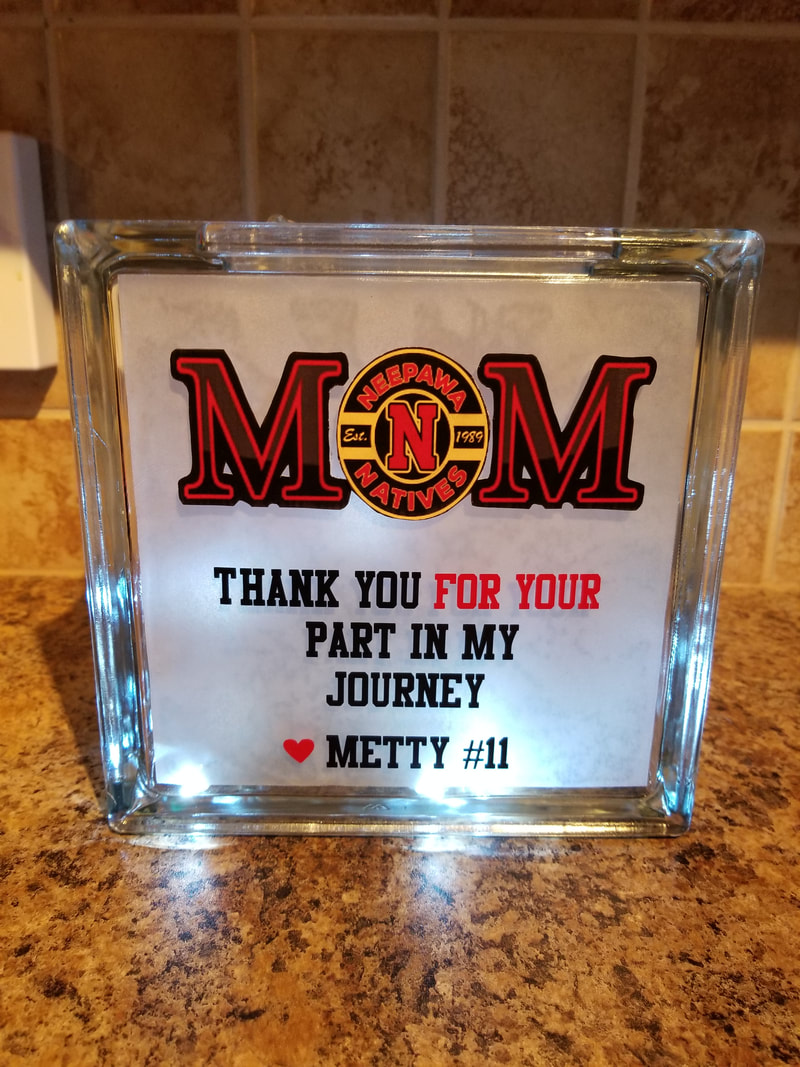 NEEPAWA
M N M
Est. 1989
NATIVES
THANK YOU FOR YOUR
PART IN MY
JOURNEY
♥ METTY #11